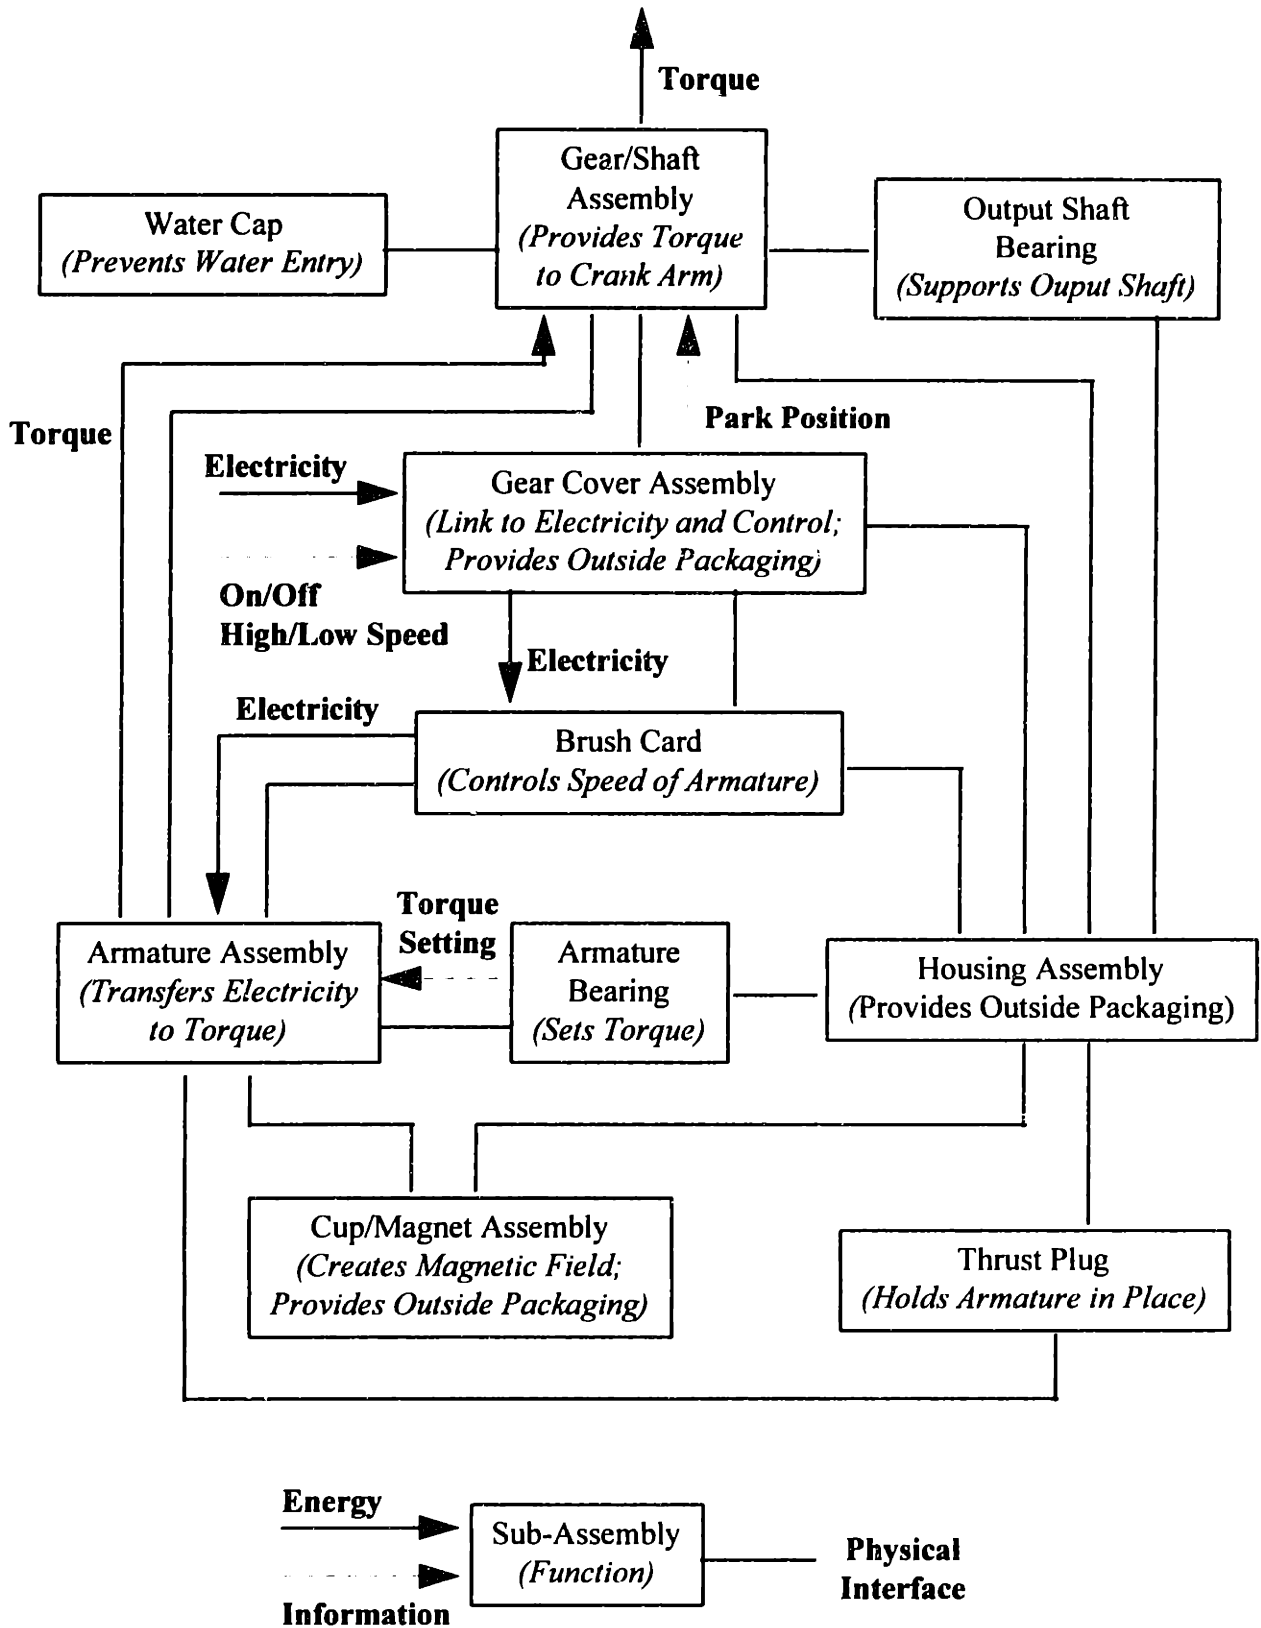 Torque
Gear/Shaft
Assembly
(Provides Torque
to Crank Arm)
Water Cap
(Prevents Water Entry)
Output Shaft
Bearing
(Supports Ouput Shaft)
Torque
Park Position
Electricity
Gear Cover Assembly
(Link to Electricity and Control;
Provides Outside Packaging)
On/Off
High/Low Speed
Electricity
Electricity
Brush Card
(Controls Speed of Armature)
Torque
Setting
Armature Assembly
(Transfers Electricity
to Torque)
Armature
Bearing
(Sets Torque)
Housing Assembly
(Provides Outside Packaging)
Cup/Magnet Assembly
(Creates Magnetic Field;
Provides Outside Packaging)
Thrust Plug
(Holds Armature in Place)
Energy
Information
Sub-Assembly
(Function)
Physical
Interface